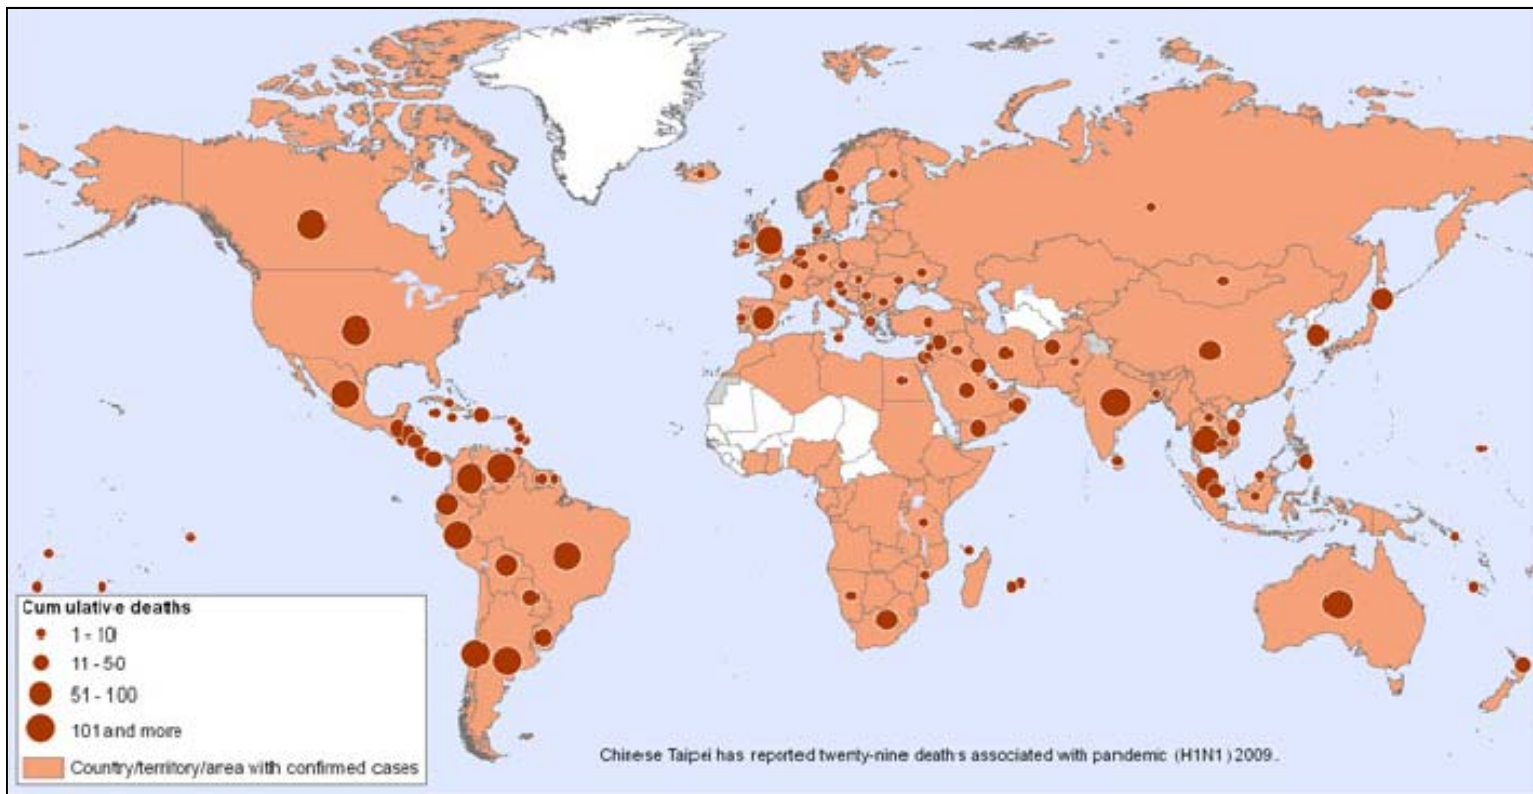 Cumulative deaths
1 - 10
11 - 50
51 - 100
101 and more
Country/territory/area with confirmed cases
Chinese Taipei has reported twenty-nine deaths associated with pandemic (H1N1) 2009.